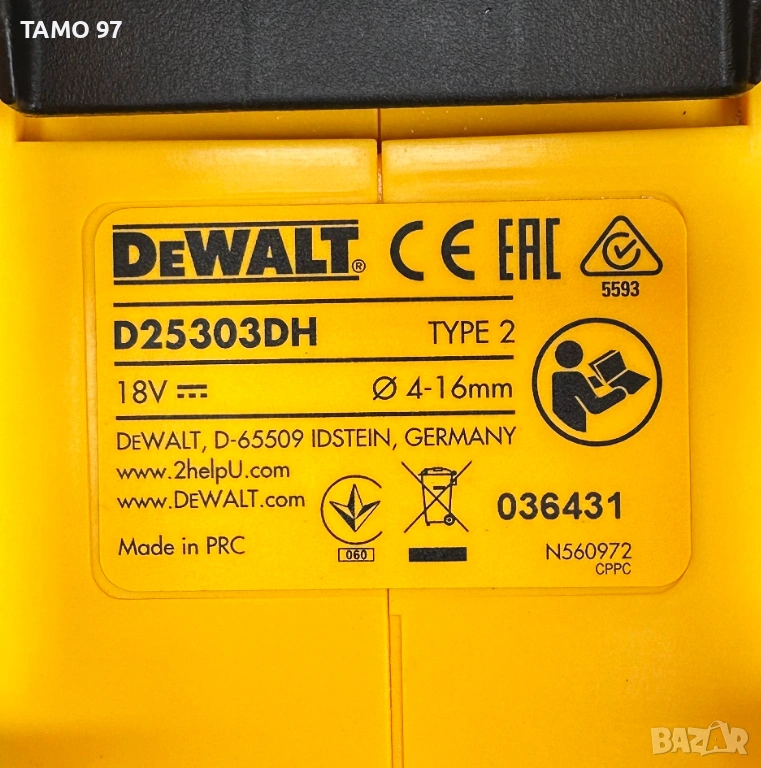 TAMO 97
DEWALT® CE EAC
5593
D25303DH TYPE 2
18V Ø 4-16mm
DEWALT, D-65509 IDSTEIN, GERMANY
www.2helpU.com
www.DEWALT.com
036431
060
Made in PRC
N560972
CPPC
BAZAR